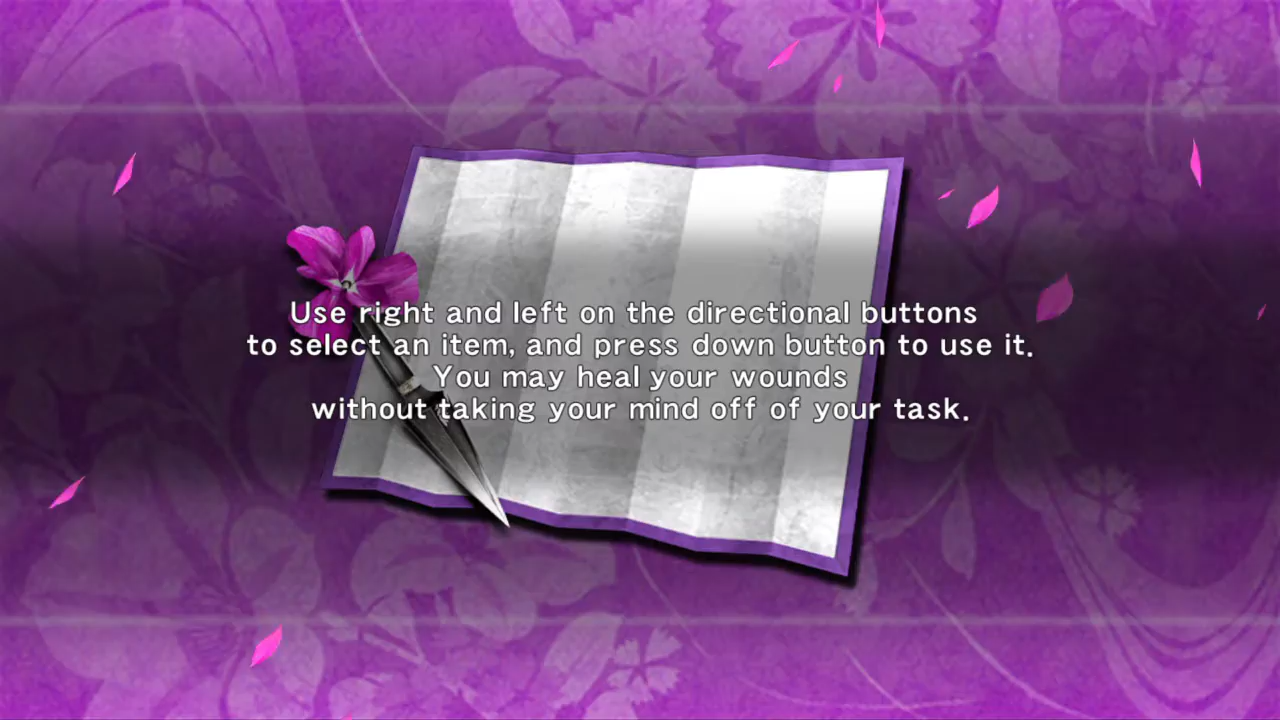 Use right and left on the directional buttons
to select an item, and press down button to use it.
You may heal your wounds
without taking your mind off of your task.